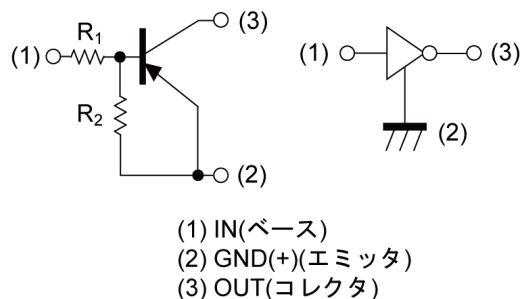 (3)
R₁
(1)
R₂
(2)
(1)
(3)
(2)
(1) IN(ベース)
(2) GND(+)(エミッタ)
(3) OUT(コレクタ)